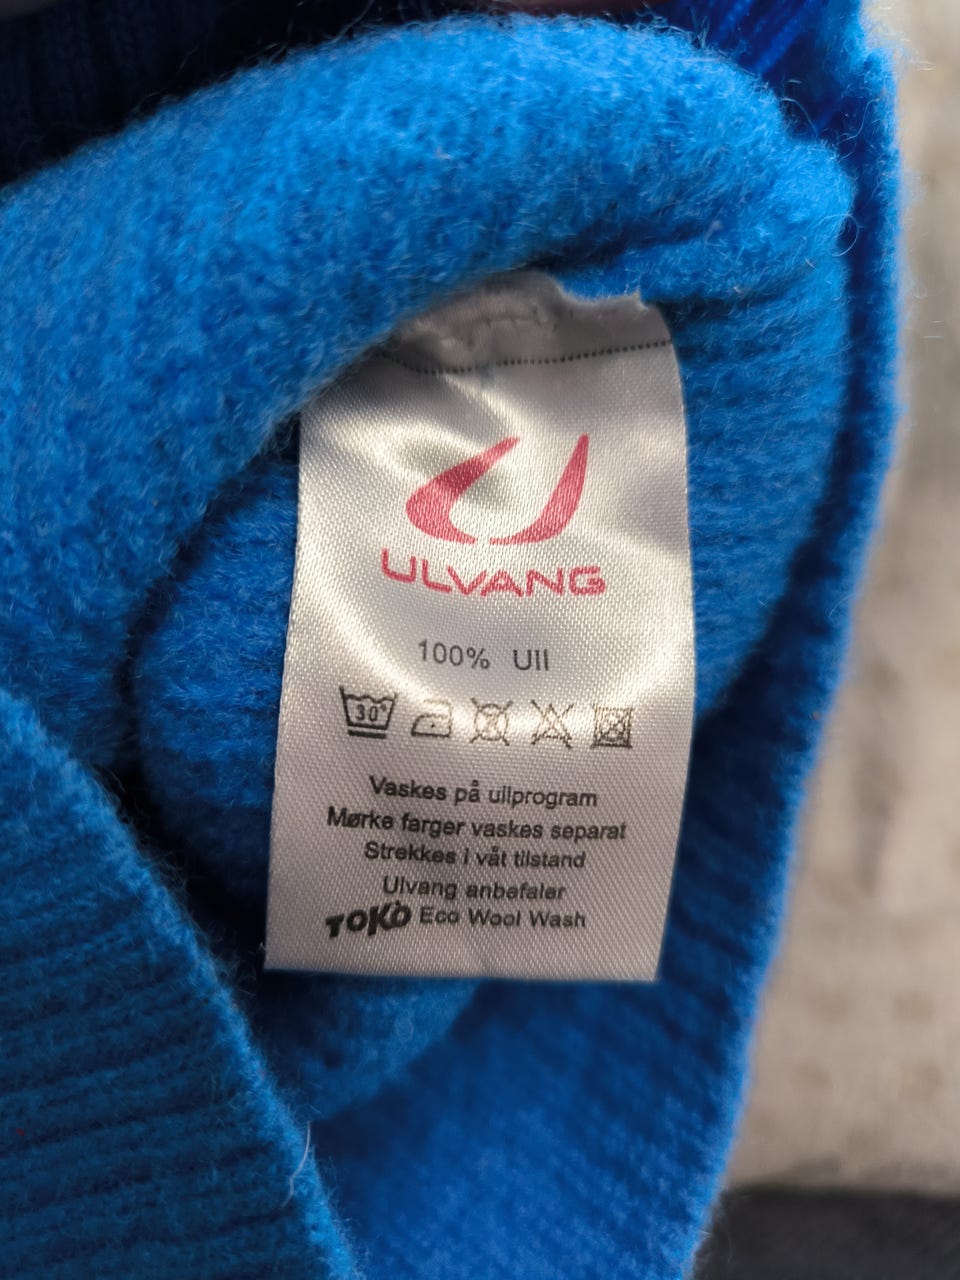 ULVANG
100% Ull
30°
Vaskes på ullprogram
Mørke farger vaskes separat
Strekkes i våt tilstand
Ulvang anbefaler
TOKO Eco Wool Wash